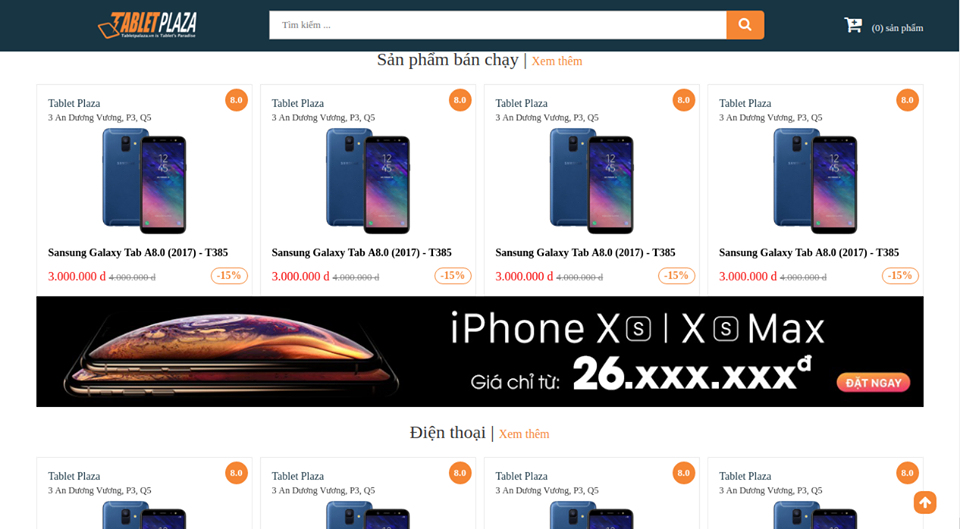 TABLETPLAZA
Tabletplaza.vn is Tablet's Paradise
Tìm kiếm ...
(0) sản phẩm
Sản phẩm bán chạy | Xem thêm
Tablet Plaza 8.0 Tablet Plaza 8.0 Tablet Plaza 8.0 Tablet Plaza 8.0
3 An Dương Vương, P3, Q5 3 An Dương Vương, P3, Q5 3 An Dương Vương, P3, Q5 3 An Dương Vương, P3, Q5
Sansung Galaxy Tab A8.0 (2017) - T385 Sansung Galaxy Tab A8.0 (2017) - T385 Sansung Galaxy Tab A8.0 (2017) - T385 Sansung Galaxy Tab A8.0 (2017) - T385
3.000.000 đ 4.000.000 đ -15% 3.000.000 đ 4.000.000 đ -15% 3.000.000 đ 4.000.000 đ -15% 3.000.000 đ 4.000.000 đ -15%
iPhone XS | XS Max
Giá chỉ từ: 26.xxx.xxxđ ĐẶT NGAY
Điện thoại | Xem thêm
Tablet Plaza 8.0 Tablet Plaza 8.0 Tablet Plaza 8.0 Tablet Plaza 8.0
3 An Dương Vương, P3, Q5 3 An Dương Vương, P3, Q5 3 An Dương Vương, P3, Q5 3 An Dương Vương, P3, Q5